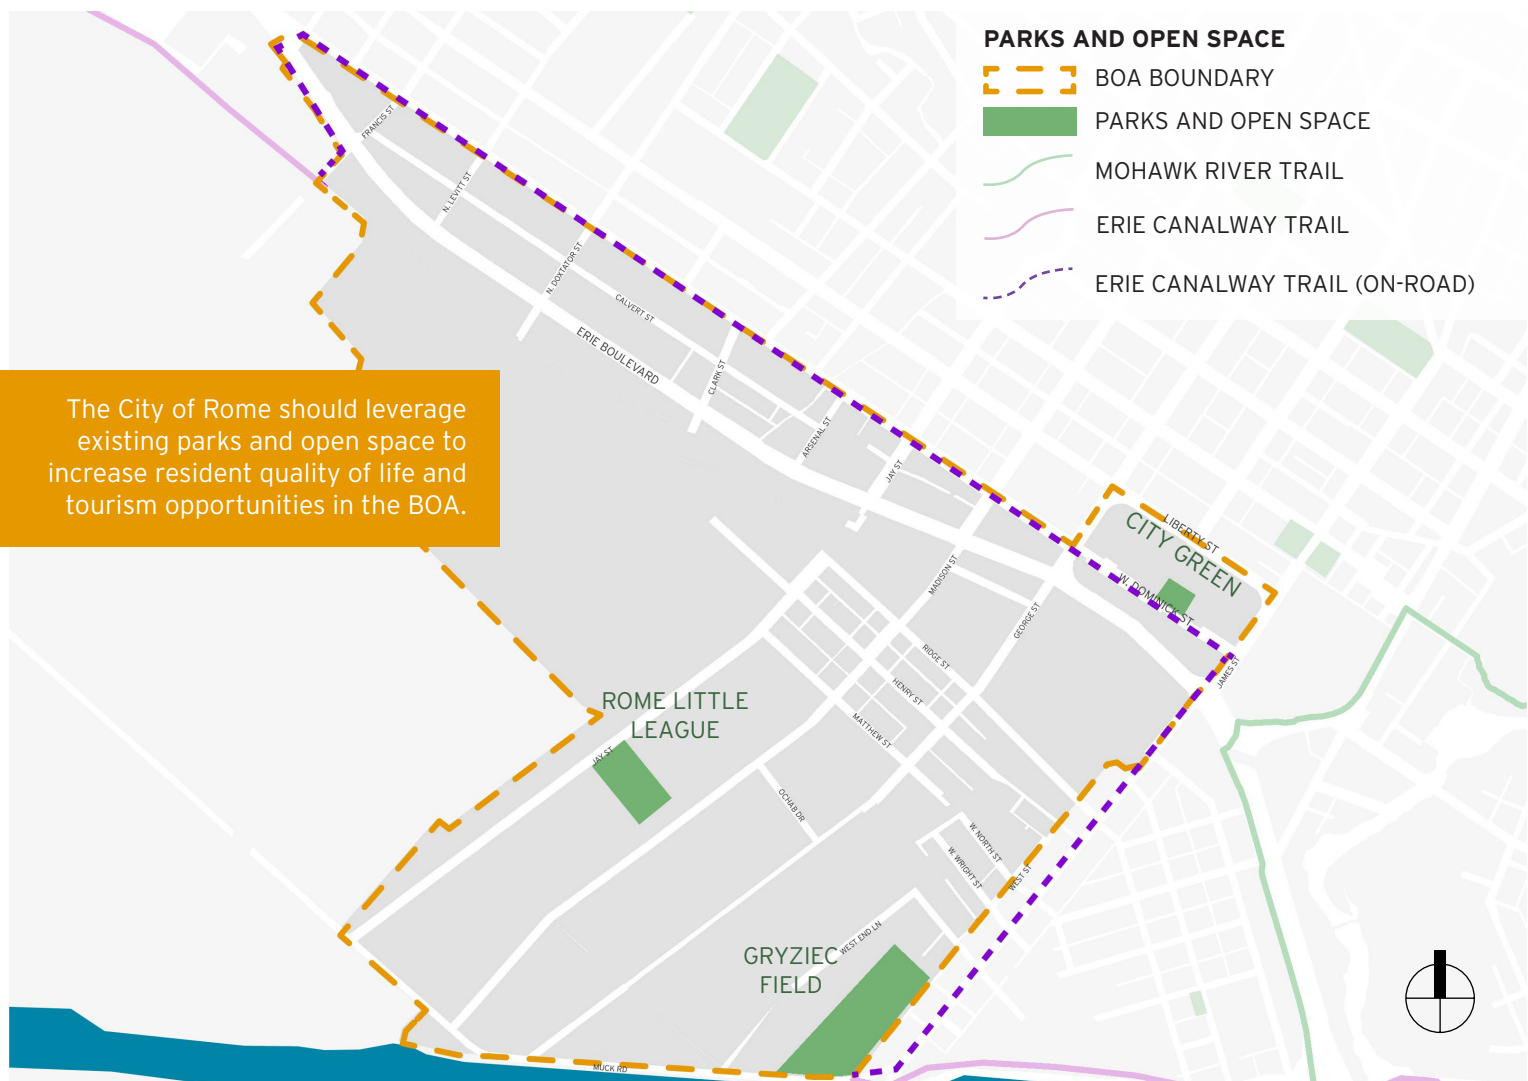 PARKS AND OPEN SPACE
BOA BOUNDARY
PARKS AND OPEN SPACE
MOHAWK RIVER TRAIL
ERIE CANALWAY TRAIL
ERIE CANALWAY TRAIL (ON-ROAD)
FRANCIS ST
N. LEVITT ST
N. DOXTATOR ST
CALVERT ST
ERIE BOULEVARD
CLARK ST
ARSENAL ST
JAY ST
The City of Rome should leverage
existing parks and open space to
increase resident quality of life and
tourism opportunities in the BOA.
LIBERTY ST
CITY GREEN
W. DOMINICK ST
MADISON ST
GEORGE ST
JAMES ST
RIDGE ST
HENRY ST
MATTHEW ST
ROME LITTLE
LEAGUE
JAY ST
OCHAB DR
W. NORTH ST
W. WRIGHT ST
WEST ST
WEST END LN
GRYZIEC
FIELD
MUCK RD